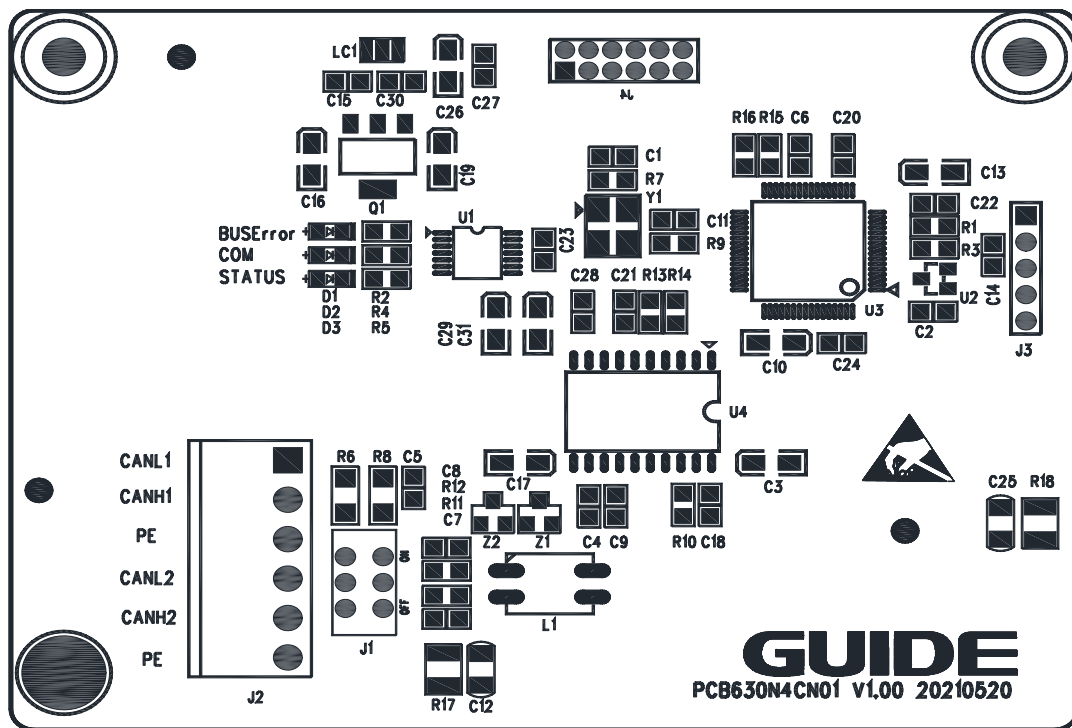 LC1
C15 C30
C26
C27
J4
R16 R15 C6 C20
C16
Q1
C19
C1
R7
Y1
C13
C22
R1
R3
U2
C2
C14
J3
BUSError
COM
STATUS
D1 R2
D2 R4
D3 R5
U1
C23
C11
R9
C28 C21 R13 R14
C29
C31
U3
C10 C24
U4
CANL1
CANH1
PE
CANL2
CANH2
PE
J2
R6 R8 C5
C8
R12
R11
C7
C17
C3
Z2 Z1
C4 C9
R10 C18
C25 R18
ON
OFF
J1
L1
R17 C12
GUIDE
PCB630N4CN01 V1.00 20210520